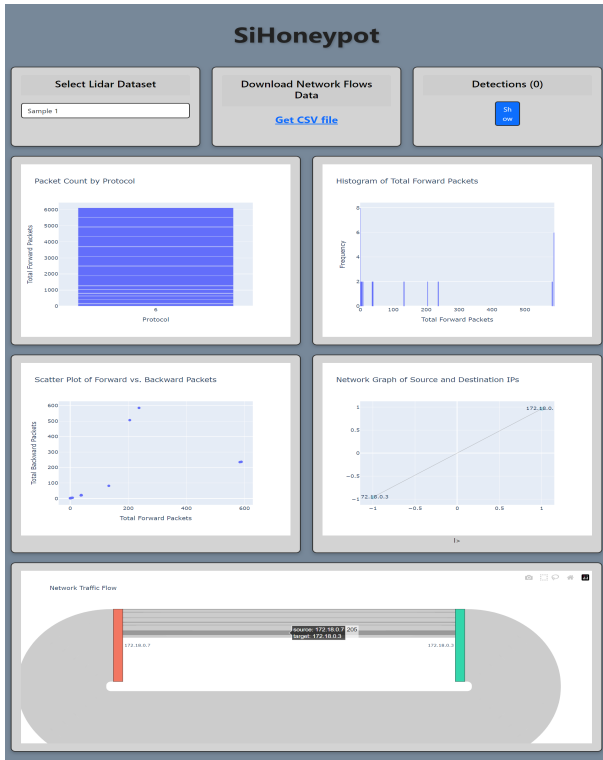 SiHoneypot
Select Lidar Dataset
Sample 1
Download Network Flows
Data
Get CSV file
Detections (0)
Sh
ow
Packet Count by Protocol
Total Forward Packets
6000
5000
4000
3000
2000
1000
0
6
Protocol
Histogram of Total Forward Packets
Frequency
8
6
4
2
0
0 100 200 300 400 500
Total Forward Packets
Scatter Plot of Forward vs. Backward Packets
Total Backward Packets
600
500
400
300
200
100
0
0 200 400 600
Total Forward Packets
Network Graph of Source and Destination IPs
1
0.5
0
−0.5
−1
172.18.0.
72.18.0.3
−1 −0.5 0 0.5 1
Network Traffic Flow
source: 172.18.0.7 205
target: 172.18.0.3
172.18.0.7
172.18.0.3